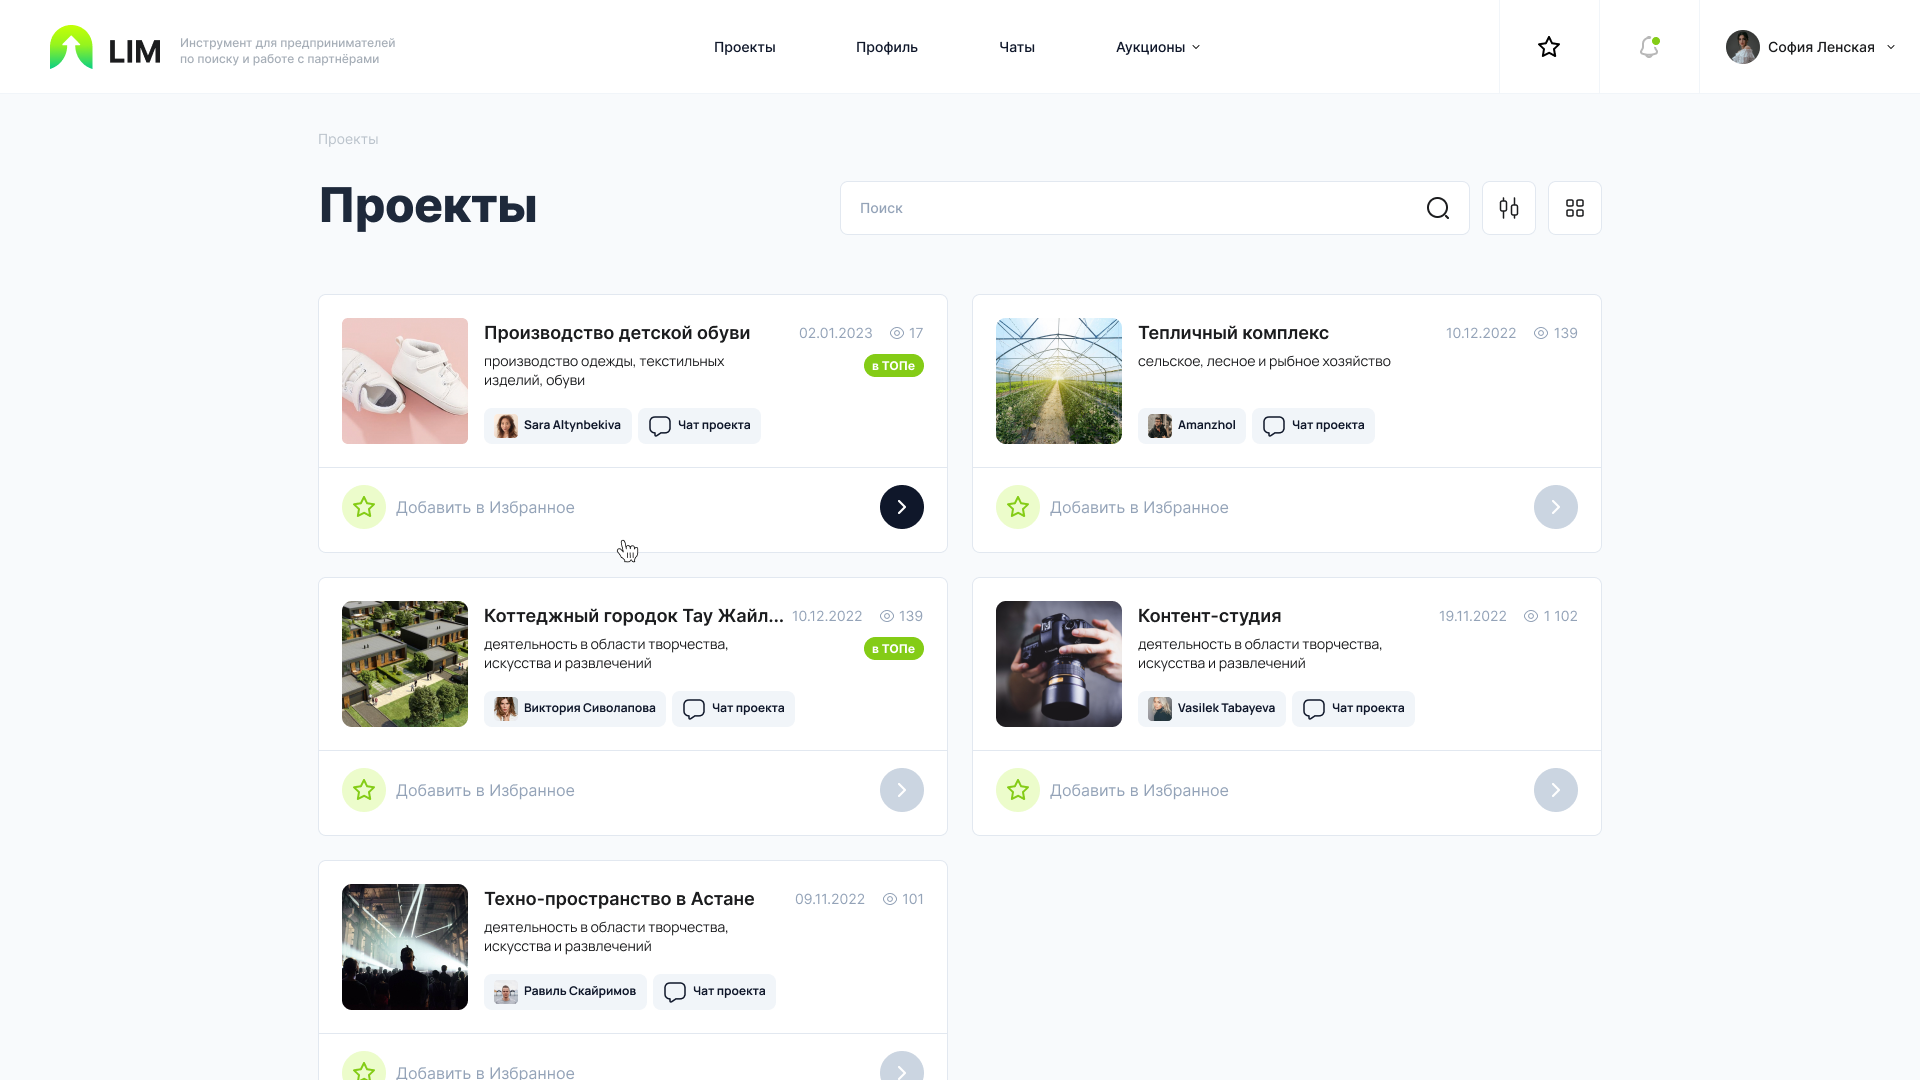 LIM
Инструмент для предпринимателей
по поиску и работе с партнёрами
Проекты
Профиль
Чаты
Аукционы
София Ленская
Проекты
Проекты
Поиск
Производство детской обуви
02.01.2023
17
производство одежды, текстильных
изделий, обуви
в ТОПе
Sara Altynbekiva
Чат проекта
Добавить в Избранное
Тепличный комплекс
10.12.2022
139
сельское, лесное и рыбное хозяйство
Amanzhol
Чат проекта
Добавить в Избранное
Коттеджный городок Тау Жайл...
10.12.2022
139
деятельность в области творчества,
искусства и развлечений
в ТОПе
Виктория Сиволапова
Чат проекта
Добавить в Избранное
Контент-студия
19.11.2022
1 102
деятельность в области творчества,
искусства и развлечений
Vasilek Tabayeva
Чат проекта
Добавить в Избранное
Техно-пространство в Астане
09.11.2022
101
деятельность в области творчества,
искусства и развлечений
Равиль Скайримов
Чат проекта
Добавить в Избранное